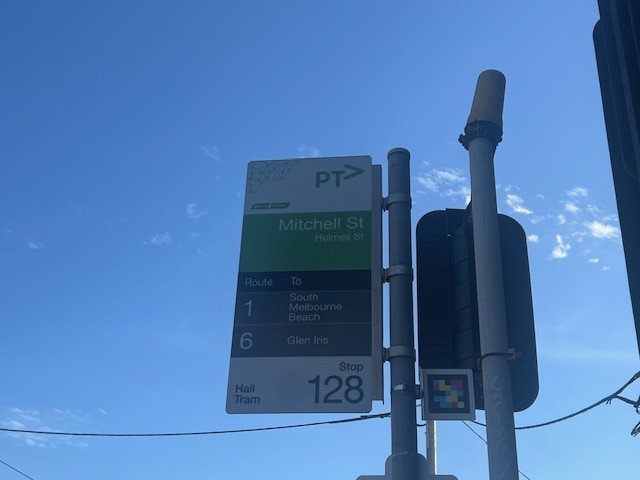 PT>
Mitchell St
Holmes St
Route To
1 South Melbourne Beach
6 Glen Iris
Stop
Hail Tram 128